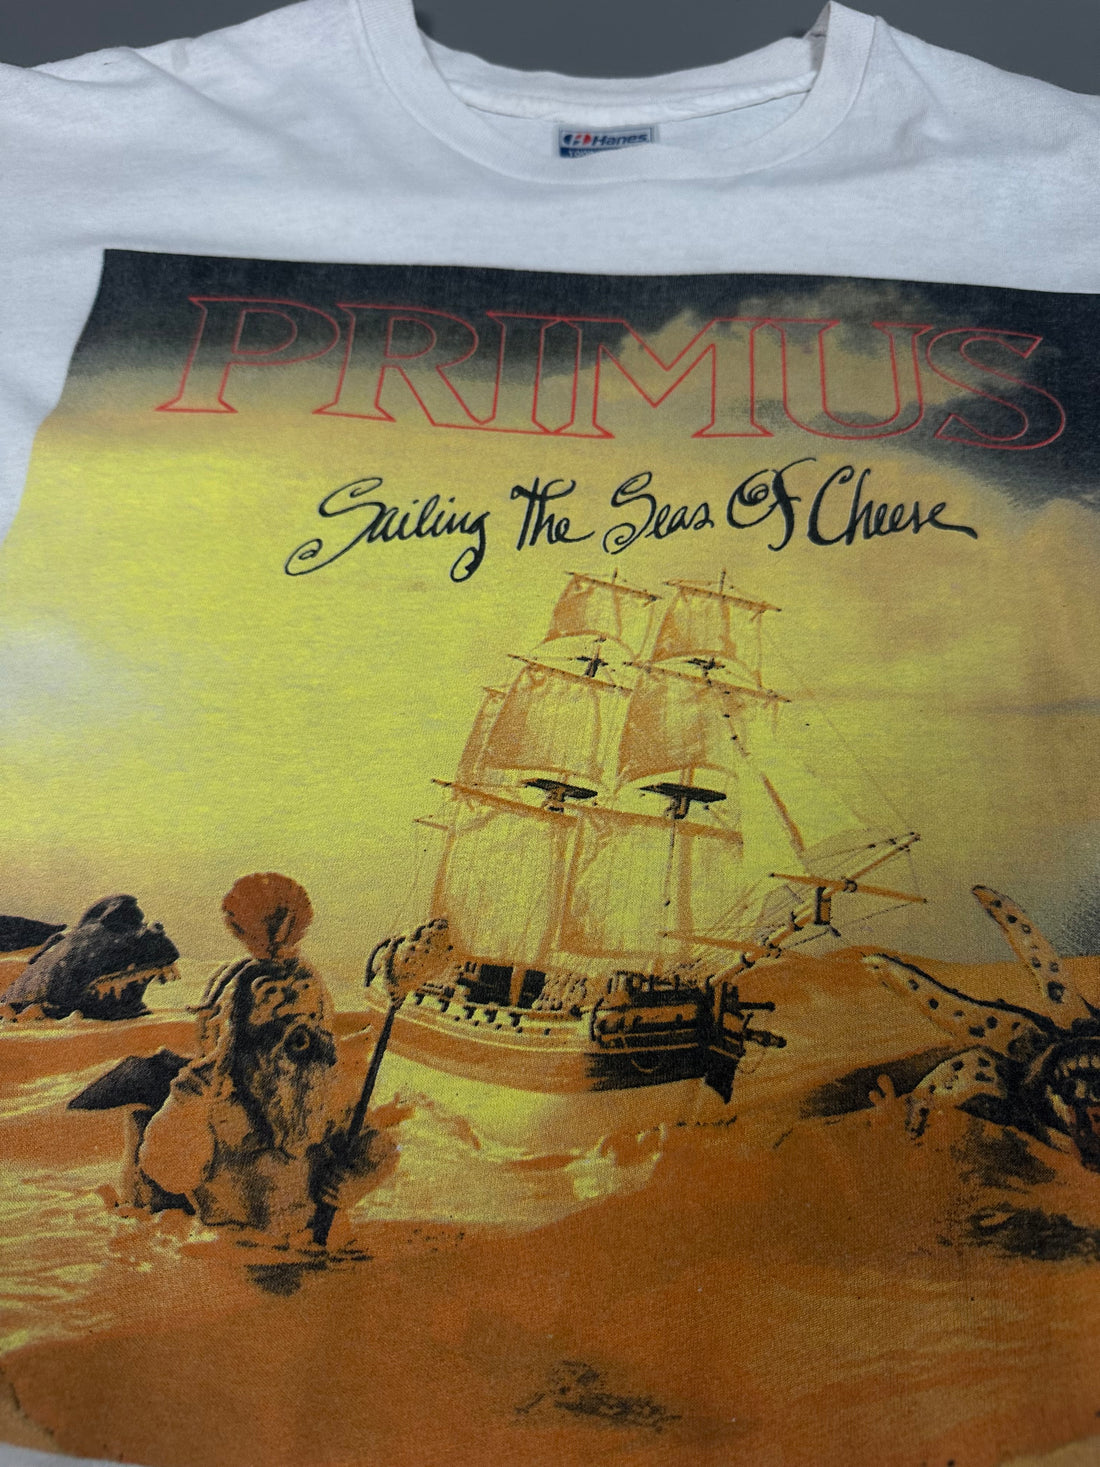 Hanes
PRIMUS
Sailing The Seas Of Cheese